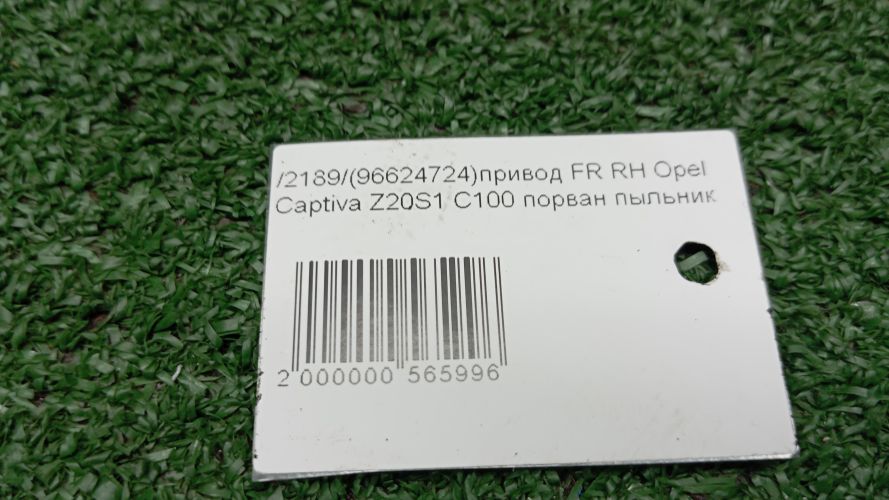 /2189/(96624724)привод FR RH Opel
Captiva Z20S1 C100 порван пыльник
2 000000 565996